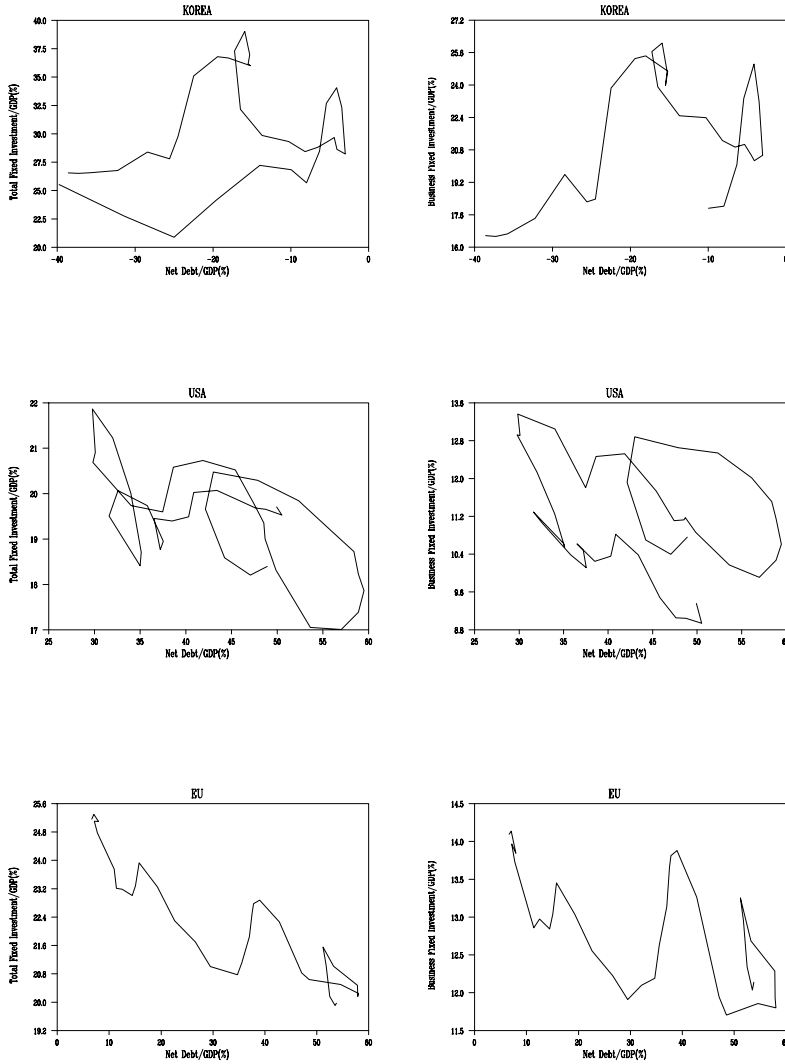 KOREA
Total Fixed Investment/GDP(%)
40.0
37.5
35.0
32.5
30.0
27.5
25.0
22.5
20.0
-40 -30 -20 -10 0
Net Debt/GDP(%)
KOREA
Business Fixed Investment/GDP(%)
27.2
25.6
24.0
22.4
20.8
19.2
17.6
16.0
-40 -30 -20 -10 0
Net Debt/GDP(%)
USA
Total Fixed Investment/GDP(%)
22
21
20
19
18
17
25 30 35 40 45 50 55 60
Net Debt/GDP(%)
USA
Business Fixed Investment/GDP(%)
13.6
12.8
12.0
11.2
10.4
9.6
8.8
25 30 35 40 45 50 55
Net Debt/GDP(%)
EU
Total Fixed Investment/GDP(%)
25.6
24.8
24.0
23.2
22.4
21.6
20.8
20.0
19.2
0 10 20 30 40 50 60
Net Debt/GDP(%)
EU
Business Fixed Investment/GDP(%)
14.5
14.0
13.5
13.0
12.5
12.0
11.5
0 10 20 30 40 50
Net Debt/GDP(%)